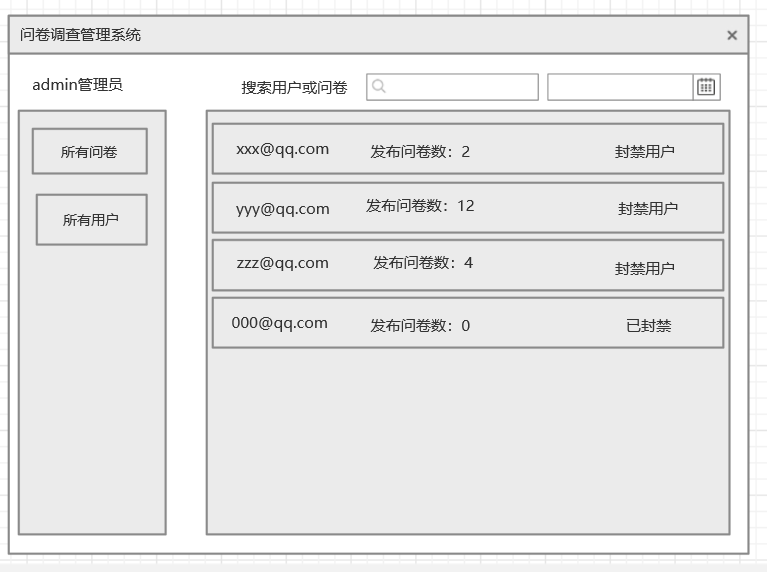 问卷调查管理系统
admin管理员
搜索用户或问卷
所有问卷
所有用户
xxx@qq.com 发布问卷数：2 封禁用户
yyy@qq.com 发布问卷数：12 封禁用户
zzz@qq.com 发布问卷数：4 封禁用户
000@qq.com 发布问卷数：0 已封禁